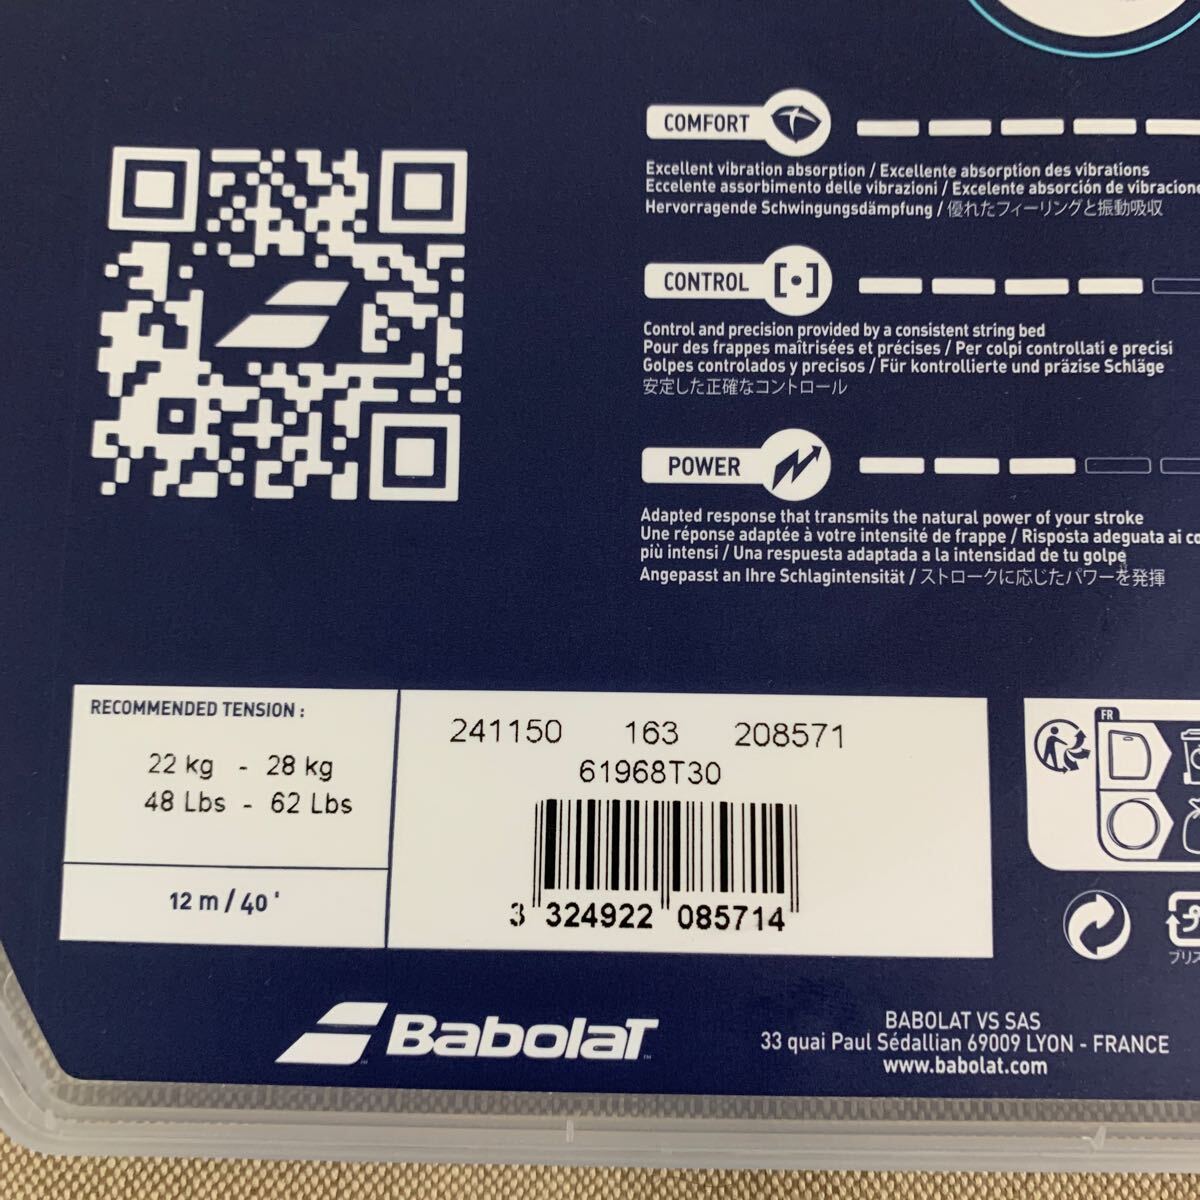 COMFORT
Excellent vibration absorption / Excellente absorption des vibrations
Eccelente assorbimento delle vibrazioni / Excelente absorción de vibracione
Hervorragende Schwingungsdämpfung / 優れたフィーリングと振動吸収
CONTROL
Control and precision provided by a consistent string bed
Pour des frappes maîtrisées et précises / Per colpi controllati e precisi
Golpes controlados y precisos / Für kontrollierte und präzise Schläge
安定した正確なコントロール
POWER
Adapted response that transmits the natural power of your stroke
Une réponse adaptée à votre intensité de frappe / Risposta adeguata ai co
più intensi / Una respuesta adaptada a la intensidad de tu golpe
Angepasst an Ihre Schlagintensität / ストロークに応じたパワーを発揮
RECOMMENDED TENSION :
22 kg - 28 kg
48 Lbs - 62 Lbs
12 m / 40 '
241150 163 208571
61968T30
3 324922 085714
FR
プリス
Babolat
BABOLAT VS SAS
33 quai Paul Sédallian 69009 LYON - FRANCE
www.babolat.com